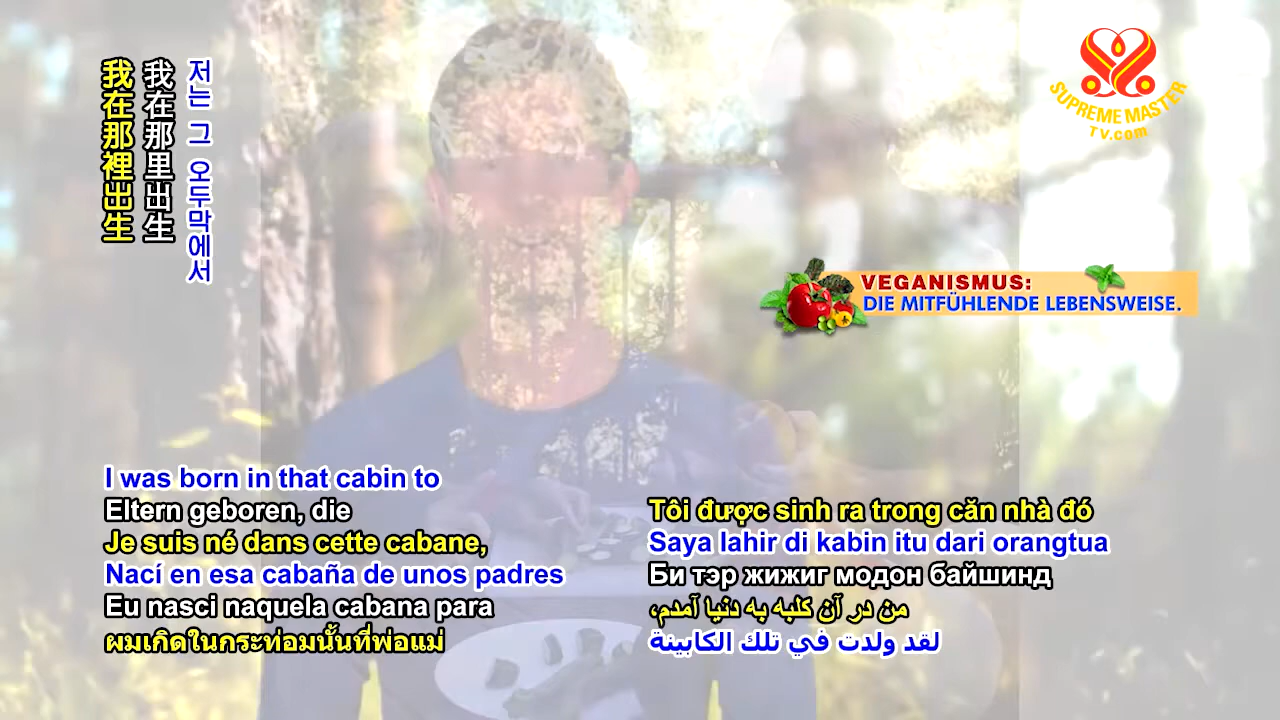 我在那裡出生
我在那里出生
저는 그 오두막에서
SUPREME MASTER
TV.com
VEGANISMUS:
DIE MITFÜHLENDE LEBENSWEISE.
I was born in that cabin to
Eltern geboren, die
Je suis né dans cette cabane,
Nací en esa cabaña de unos padres
Eu nasci naquela cabana para
ผมเกิดในกระท่อมนั้นที่พ่อแม่
Tôi được sinh ra trong căn nhà đó
Saya lahir di kabin itu dari orangtua
Би тэр жижиг модон байшинд
من در آن کلبه به دنیا آمدم،
لقد ولدت في تلك الكابينة